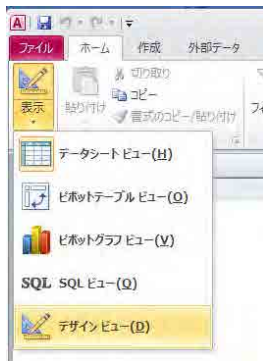 A
ファイル ホーム 作成 外部データ
表示
貼り付け
切り取り
コピー
書式のコピー/貼り付け
フィ
データシート ビュー(H)
ピボットテーブル ビュー(O)
ピボットグラフ ビュー(V)
SQL SQL ビュー(Q)
デザイン ビュー(D)